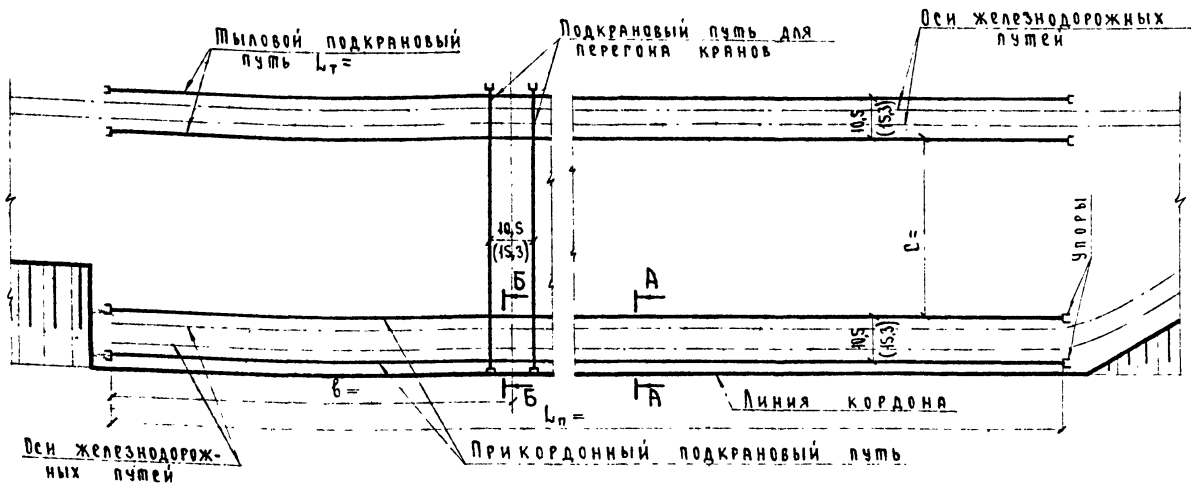 Тыловой подкрановый
путь Lт=
Подкрановый путь для
перегона кранов
Оси железнодорожных
путей
10,5
(15,3)
10,5
(15,3)
C=
Упоры
Б
А
10,5
(15,3)
в=
Б
А
Линия кордона
Lп=
Оси железнодорож-
ных путей
Прикордонный подкрановый путь